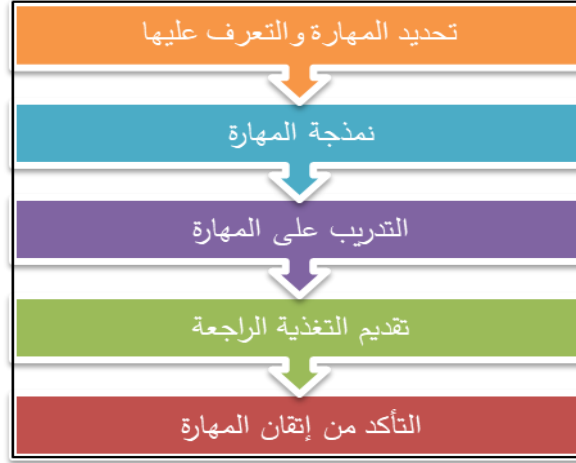 تحديد المهارة والتعرف عليها
نمذجة المهارة
التدريب على المهارة
تقديم التغذية الراجعة
التأكد من إتقان المهارة